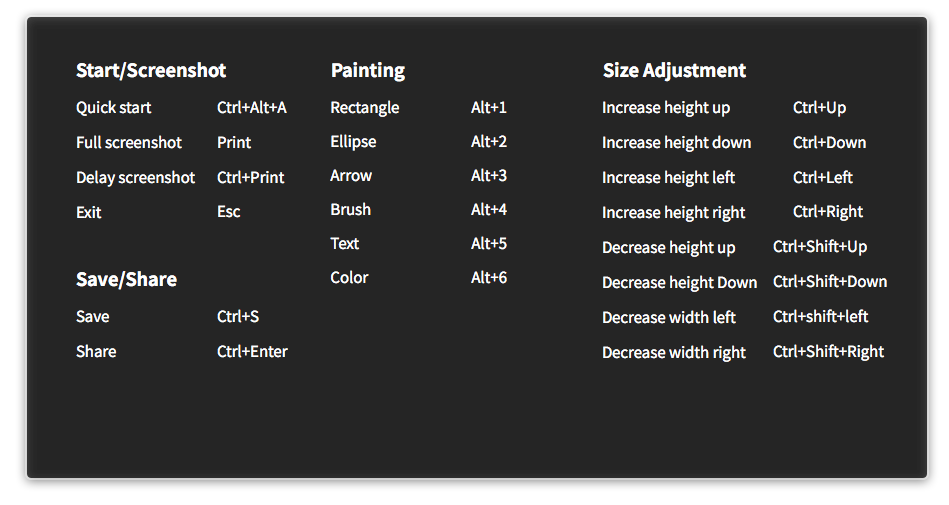 Start/Screenshot
Quick start Ctrl+Alt+A
Full screenshot Print
Delay screenshot Ctrl+Print
Exit Esc
Save/Share
Save Ctrl+S
Share Ctrl+Enter
Painting
Rectangle Alt+1
Ellipse Alt+2
Arrow Alt+3
Brush Alt+4
Text Alt+5
Color Alt+6
Size Adjustment
Increase height up Ctrl+Up
Increase height down Ctrl+Down
Increase height left Ctrl+Left
Increase height right Ctrl+Right
Decrease height up Ctrl+Shift+Up
Decrease height Down Ctrl+Shift+Down
Decrease width left Ctrl+shift+left
Decrease width right Ctrl+Shift+Right